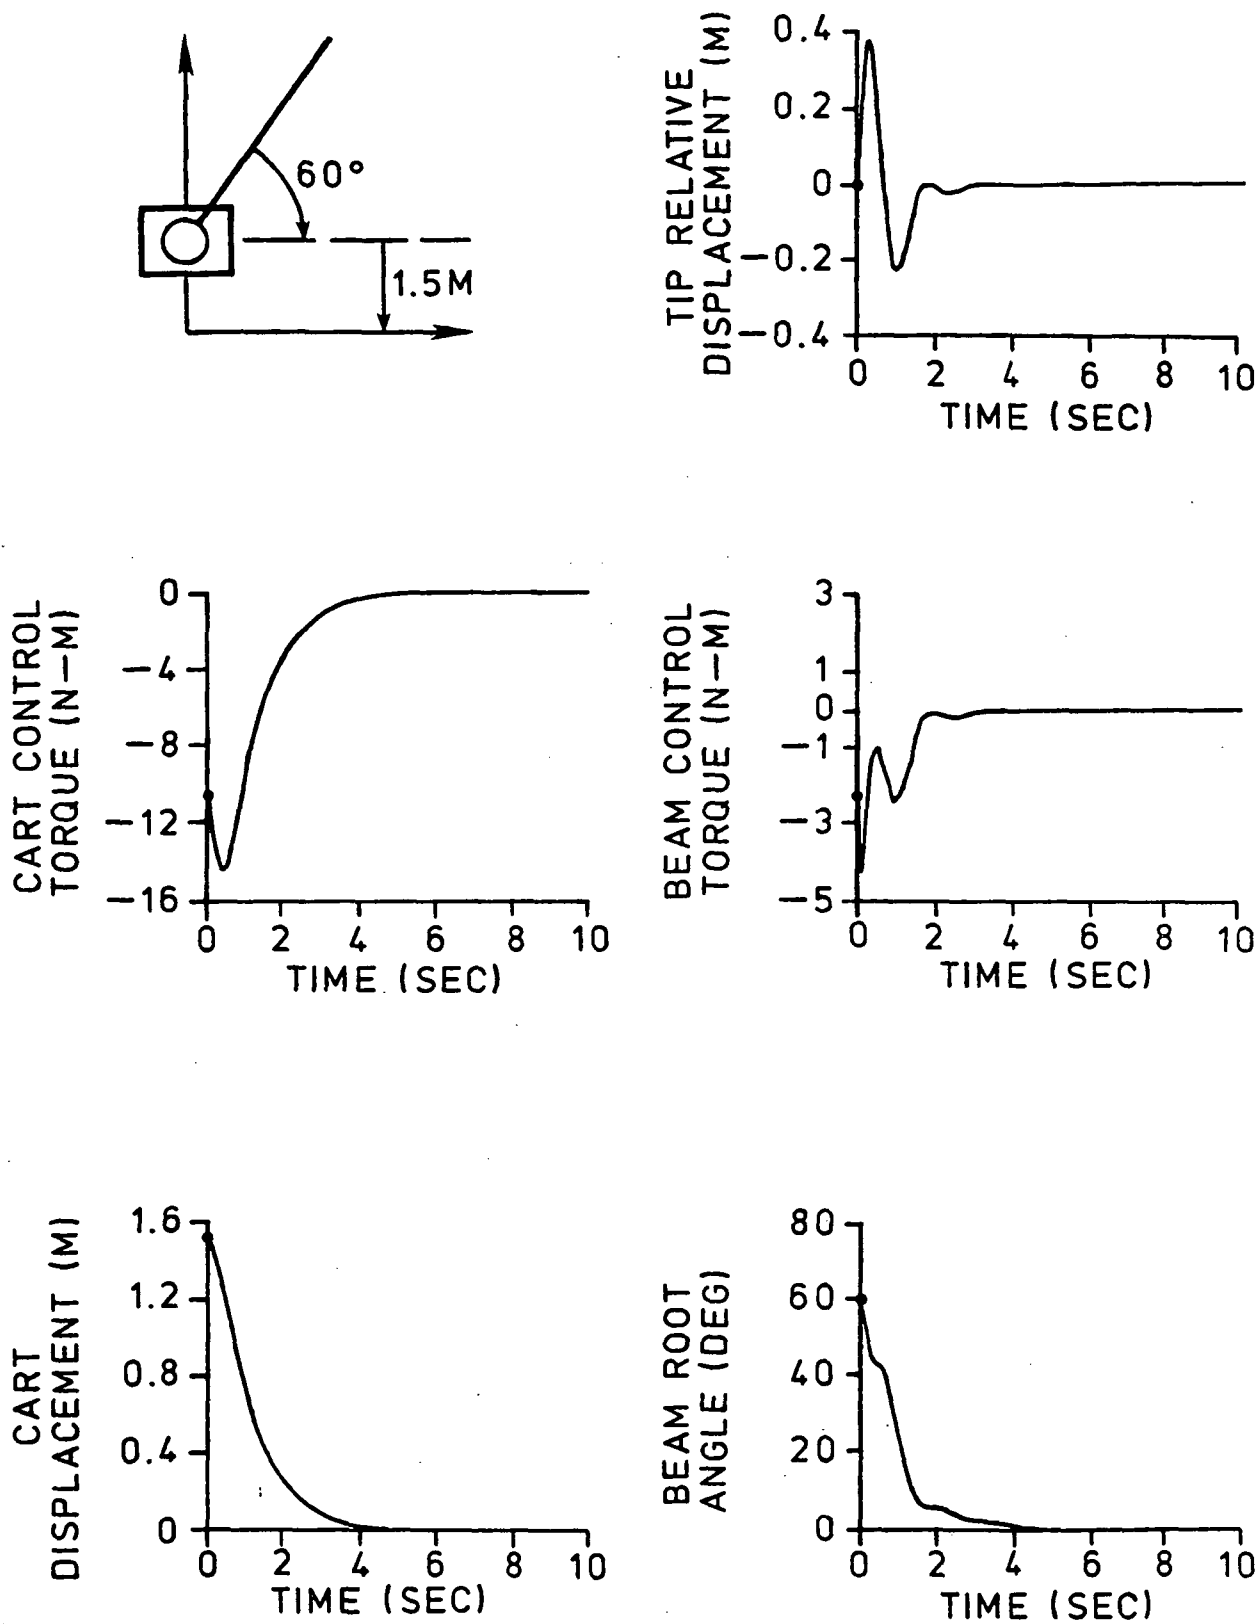 60°
1.5M
TIP RELATIVE
DISPLACEMENT (M)
0.4
0.2
0
−0.2
−0.4
0 2 4 6 8 10
TIME (SEC)
CART CONTROL
TORQUE (N−M)
0
−4
−8
−12
−16
0 2 4 6 8 10
TIME (SEC)
BEAM CONTROL
TORQUE (N−M)
3
1
0
−1
−3
−5
0 2 4 6 8 10
TIME (SEC)
CART
DISPLACEMENT (M)
1.6
1.2
0.8
0.4
0
0 2 4 6 8 10
TIME (SEC)
BEAM ROOT
ANGLE (DEG)
80
60
40
20
0
0 2 4 6 8 10
TIME (SEC)